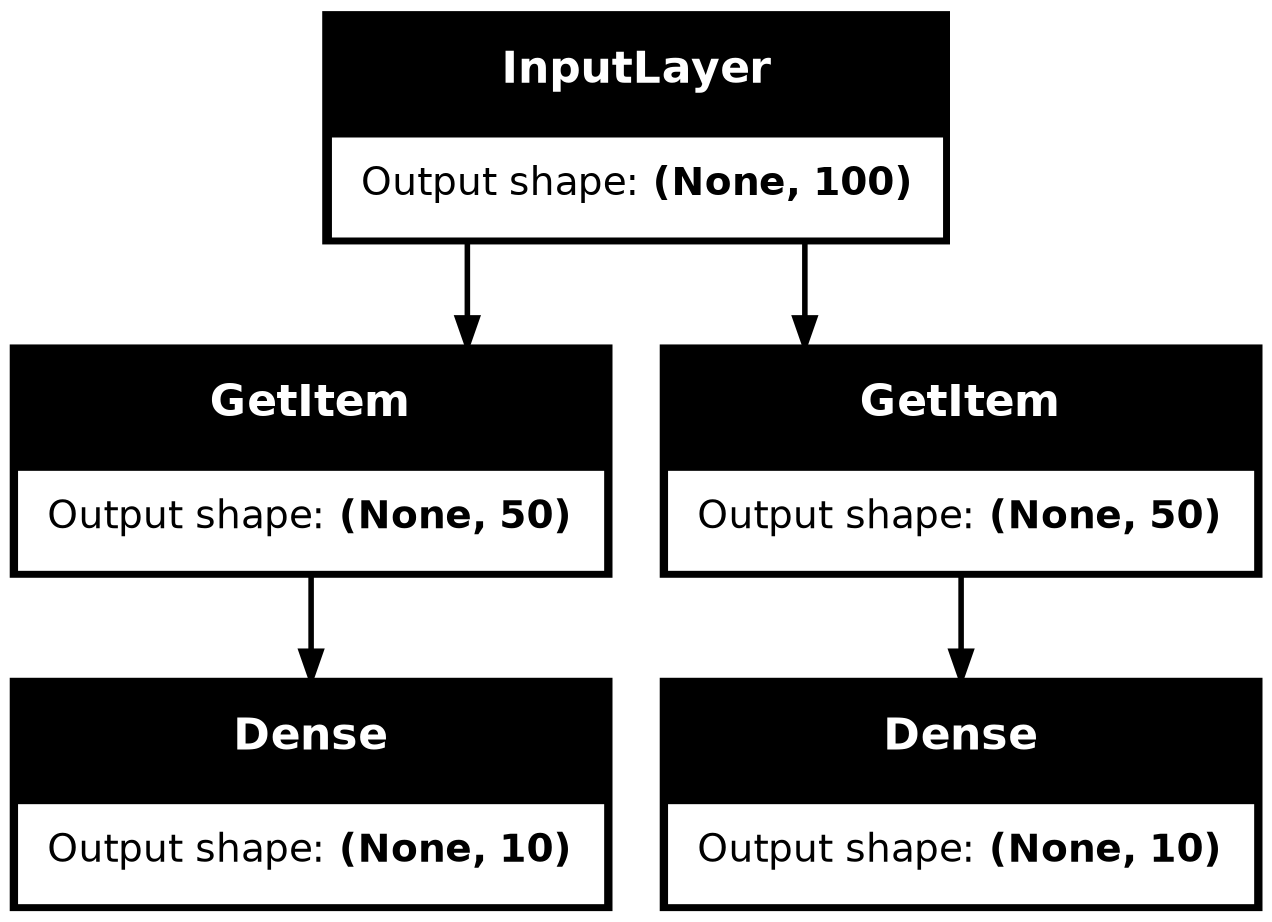 InputLayer
Output shape: (None, 100)
GetItem
Output shape: (None, 50)
GetItem
Output shape: (None, 50)
Dense
Output shape: (None, 10)
Dense
Output shape: (None, 10)